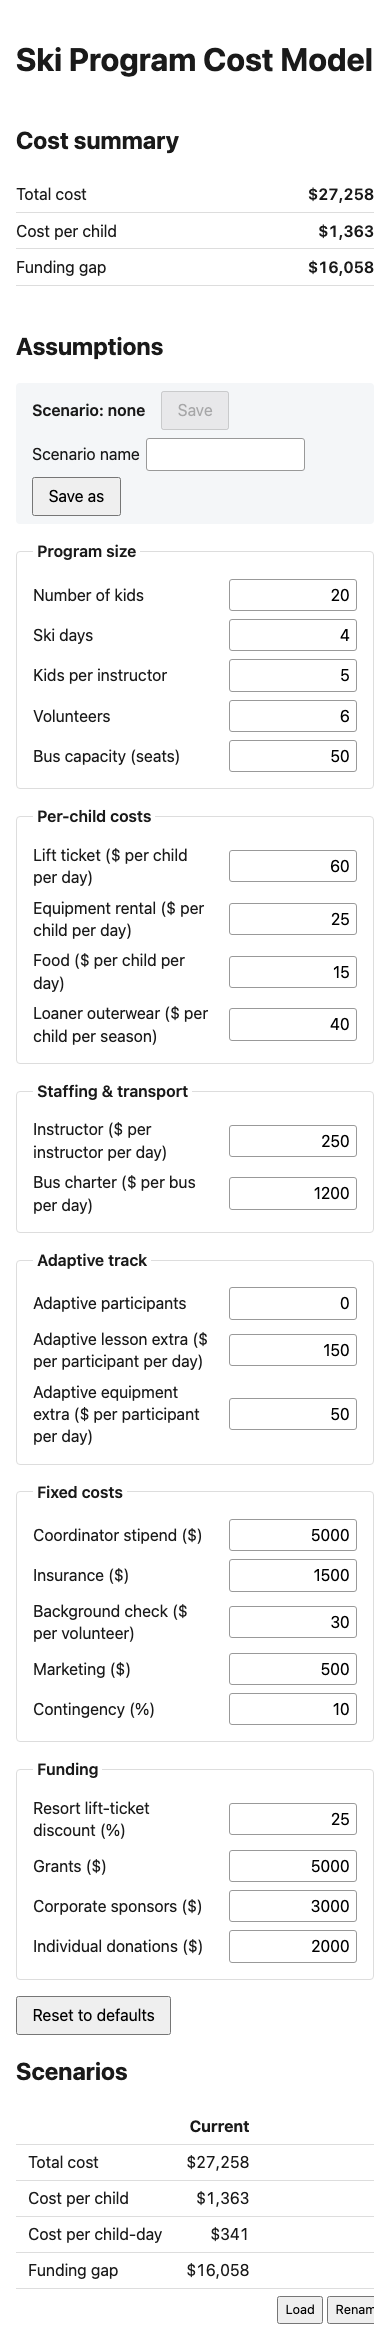 Ski Program Cost Model
Cost summary
Total cost $27,258
Cost per child $1,363
Funding gap $16,058
Assumptions
Scenario: none Save
Scenario name
Save as
Program size
Number of kids 20
Ski days 4
Kids per instructor 5
Volunteers 6
Bus capacity (seats) 50
Per-child costs
Lift ticket ($ per child
per day) 60
Equipment rental ($ per
child per day) 25
Food ($ per child per
day) 15
Loaner outerwear ($ per
child per season) 40
Staffing & transport
Instructor ($ per
instructor per day) 250
Bus charter ($ per bus
per day) 1200
Adaptive track
Adaptive participants 0
Adaptive lesson extra ($
per participant per day) 150
Adaptive equipment
extra ($ per participant
per day) 50
Fixed costs
Coordinator stipend ($) 5000
Insurance ($) 1500
Background check ($
per volunteer) 30
Marketing ($) 500
Contingency (%) 10
Funding
Resort lift-ticket
discount (%) 25
Grants ($) 5000
Corporate sponsors ($) 3000
Individual donations ($) 2000
Reset to defaults
Scenarios
Current
Total cost $27,258
Cost per child $1,363
Cost per child-day $341
Funding gap $16,058
Load Renam